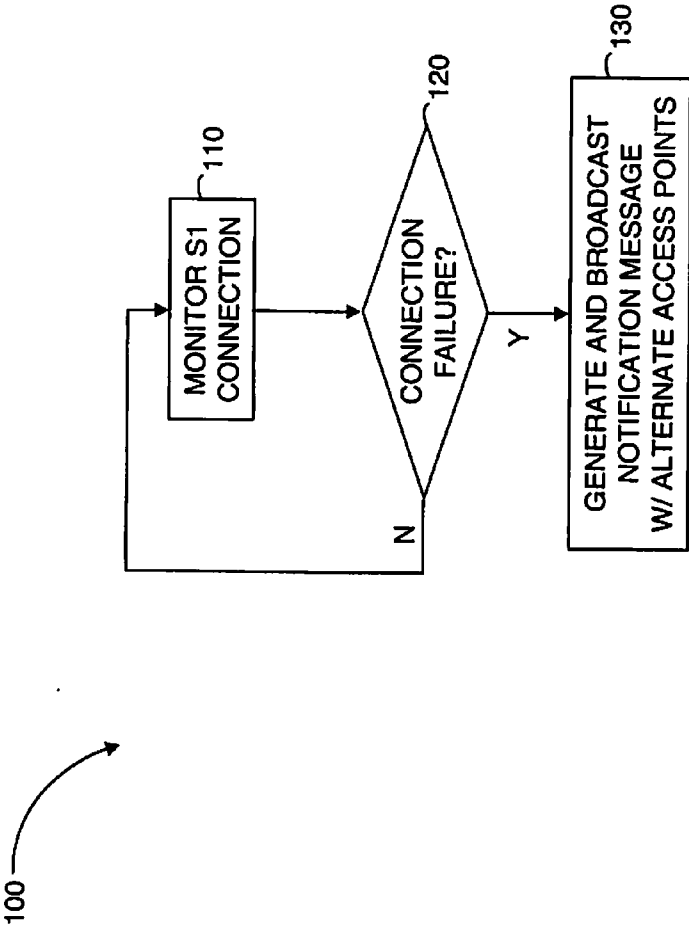 100
MONITOR S1
CONNECTION
110
CONNECTION
FAILURE?
120
N
Y
GENERATE AND BROADCAST
NOTIFICATION MESSAGE
W/ ALTERNATE ACCESS POINTS
130